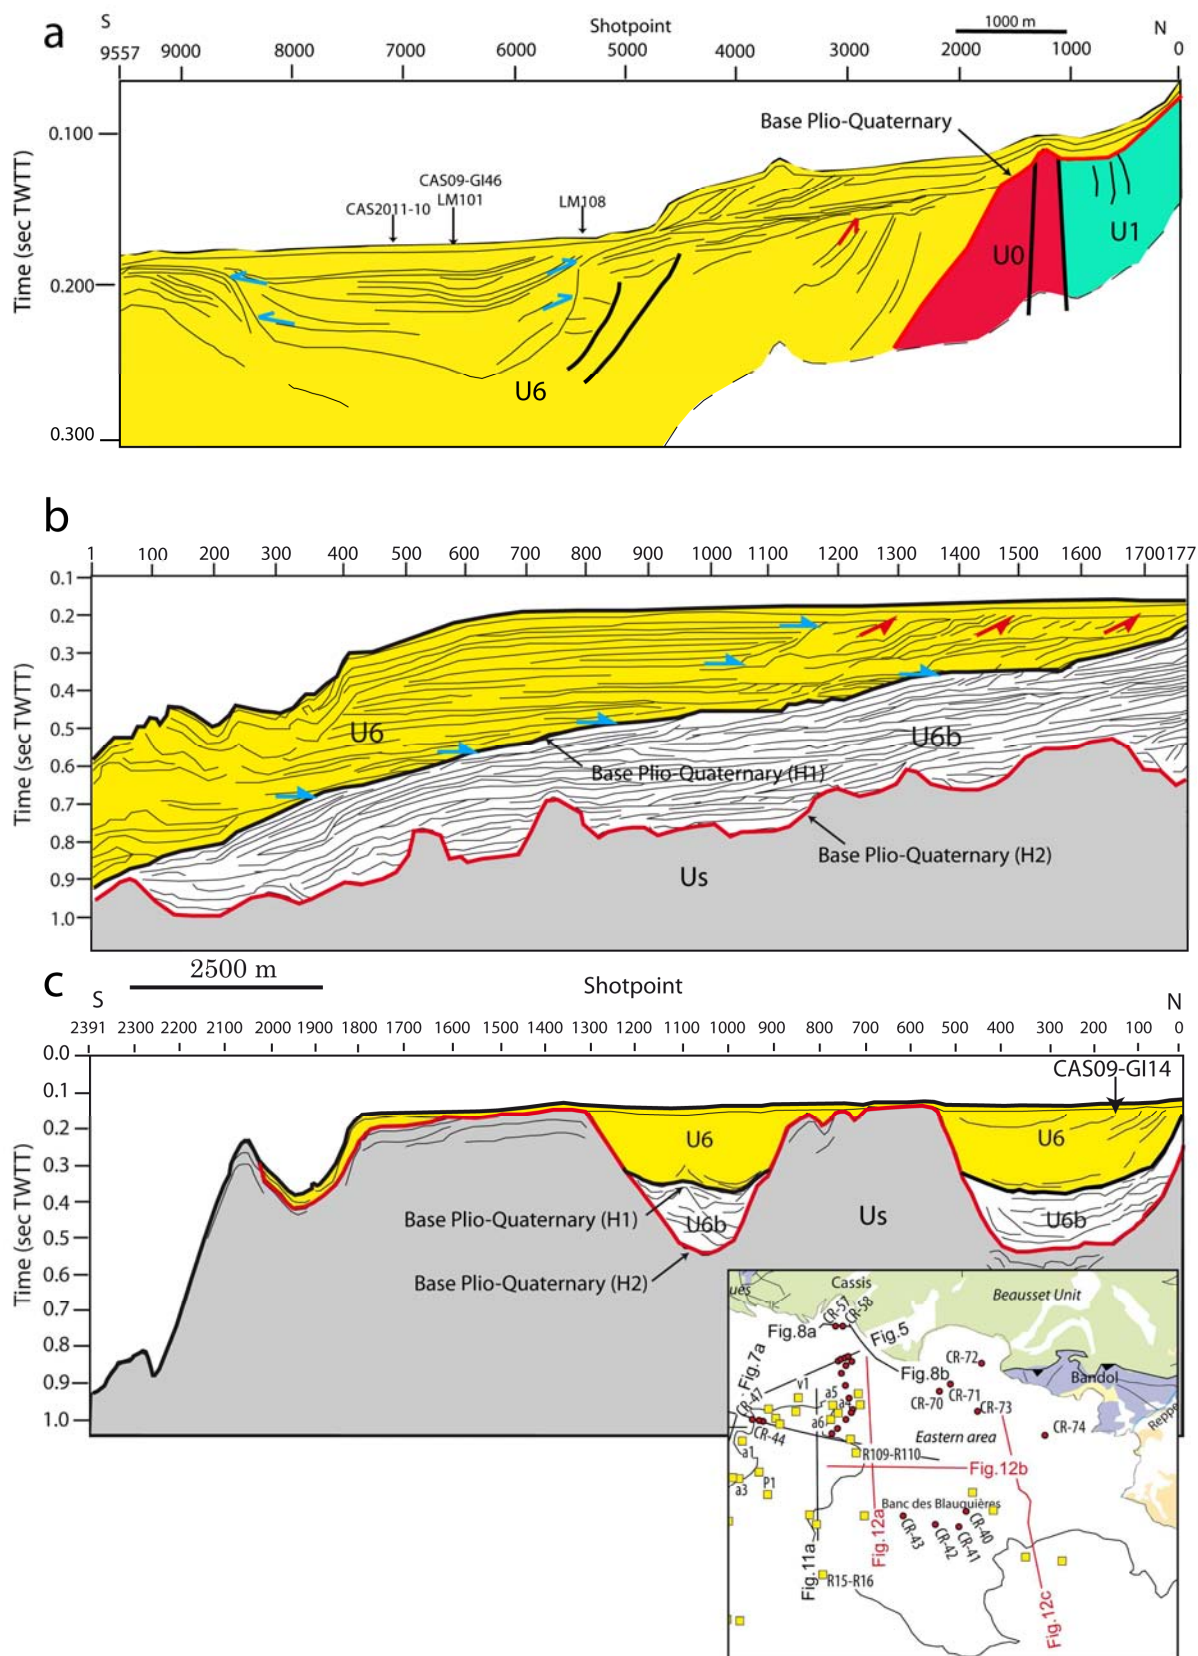 a
S
Shotpoint
1000 m
N
9557 9000 8000 7000 6000 5000 4000 3000 2000 1000 0
Time (sec TWTT)
0.100
0.200
0.300
Base Plio-Quaternary
CAS09-GI46
CAS2011-10
LM101
LM108
U0
U1
U6
b
1 100 200 300 400 500 600 700 800 900 1000 1100 1200 1300 1400 1500 1600 1700 177
Time (sec TWTT)
0.1
0.2
0.3
0.4
0.5
0.6
0.7
0.8
0.9
1.0
U6
U6b
Base Plio-Quaternary (H1)
Base Plio-Quaternary (H2)
Us
2500 m
c
S
Shotpoint
N
2391 2300 2200 2100 2000 1900 1800 1700 1600 1500 1400 1300 1200 1100 1000 900 800 700 600 500 400 300 200 100 0
Time (sec TWTT)
0.0
0.1
0.2
0.3
0.4
0.5
0.6
0.7
0.8
0.9
1.0
CAS09-GI14
U6
U6
Base Plio-Quaternary (H1)
U6b
Us
U6b
Base Plio-Quaternary (H2)
ues
Cassis
Beausset Unit
CR-57
CR-58
Fig.8a
Fig.5
Fig.7a
Fig.8b
CR-72
Bandol
CR-47
v1
a5
a4
CR-70
CR-71
CR-73
Reppe
a6
CR-44
Eastern area
CR-74
a1
R109-R110
Fig.12b
a3
P1
Banc des Blauquières
CR-40
CR-43
CR-42
CR-41
Fig.11a
Fig.12a
R15-R16
Fig.12c